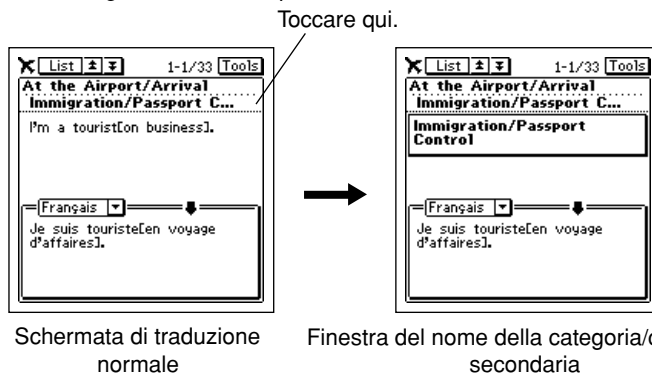 Toccare qui.
List 1-1/33 Tools
At the Airport/Arrival
Immigration/Passport C...
I'm a tourist[on business].
Français
Je suis touriste[en voyage
d'affaires].
List 1-1/33 Tools
At the Airport/Arrival
Immigration/Passport C...
Immigration/Passport
Control
Français
Je suis touriste[en voyage
d'affaires].
Schermata di traduzione
normale
Finestra del nome della categoria/
secondaria